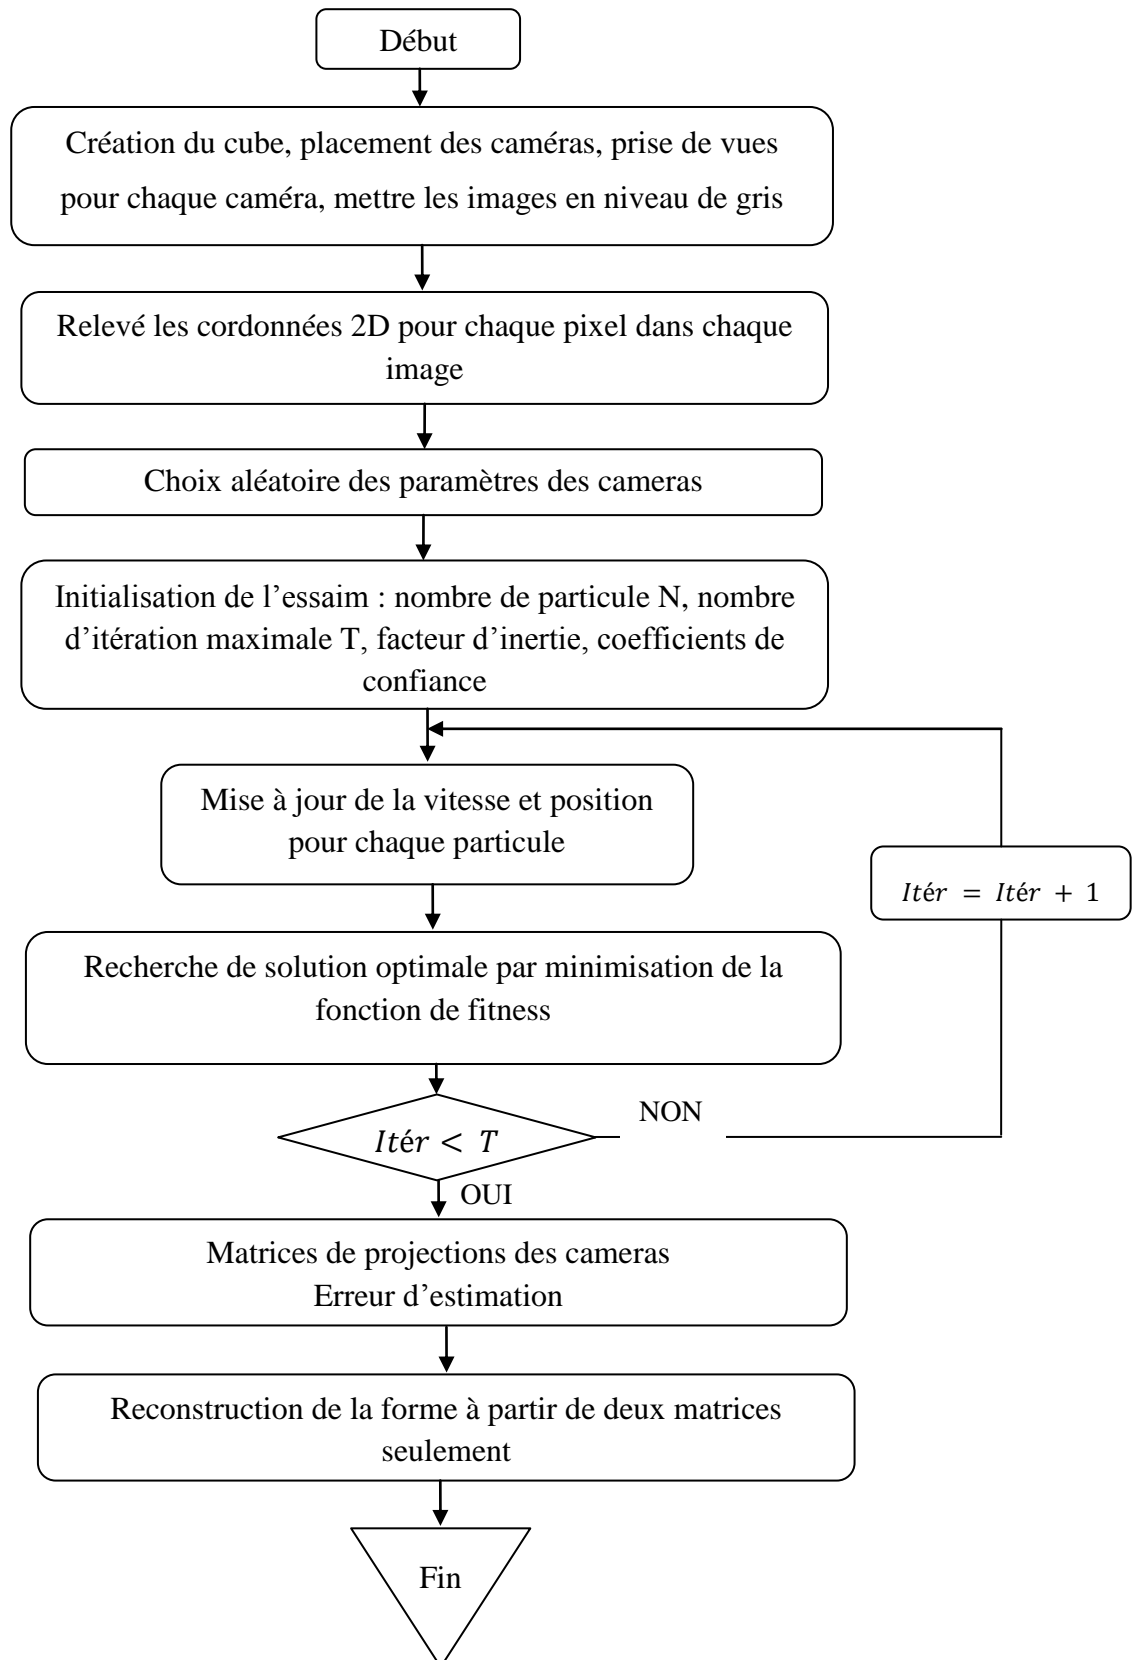 Début
Création du cube, placement des caméras, prise de vues
pour chaque caméra, mettre les images en niveau de gris
Relevé les cordonnées 2D pour chaque pixel dans chaque
image
Choix aléatoire des paramètres des cameras
Initialisation de l’essaim : nombre de particule N, nombre
d’itération maximale T, facteur d’inertie, coefficients de
confiance
Mise à jour de la vitesse et position
pour chaque particule
Itér = Itér + 1
Recherche de solution optimale par minimisation de la
fonction de fitness
NON
Itér < T
OUI
Matrices de projections des cameras
Erreur d’estimation
Reconstruction de la forme à partir de deux matrices
seulement
Fin